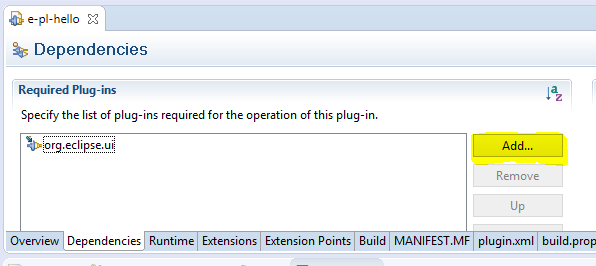 e-pl-hello
Dependencies
Required Plug-ins
Specify the list of plug-ins required for the operation of this plug-in.
org.eclipse.ui
Add...
Remove
Up
Overview Dependencies Runtime Extensions Extension Points Build MANIFEST.MF plugin.xml build.prop